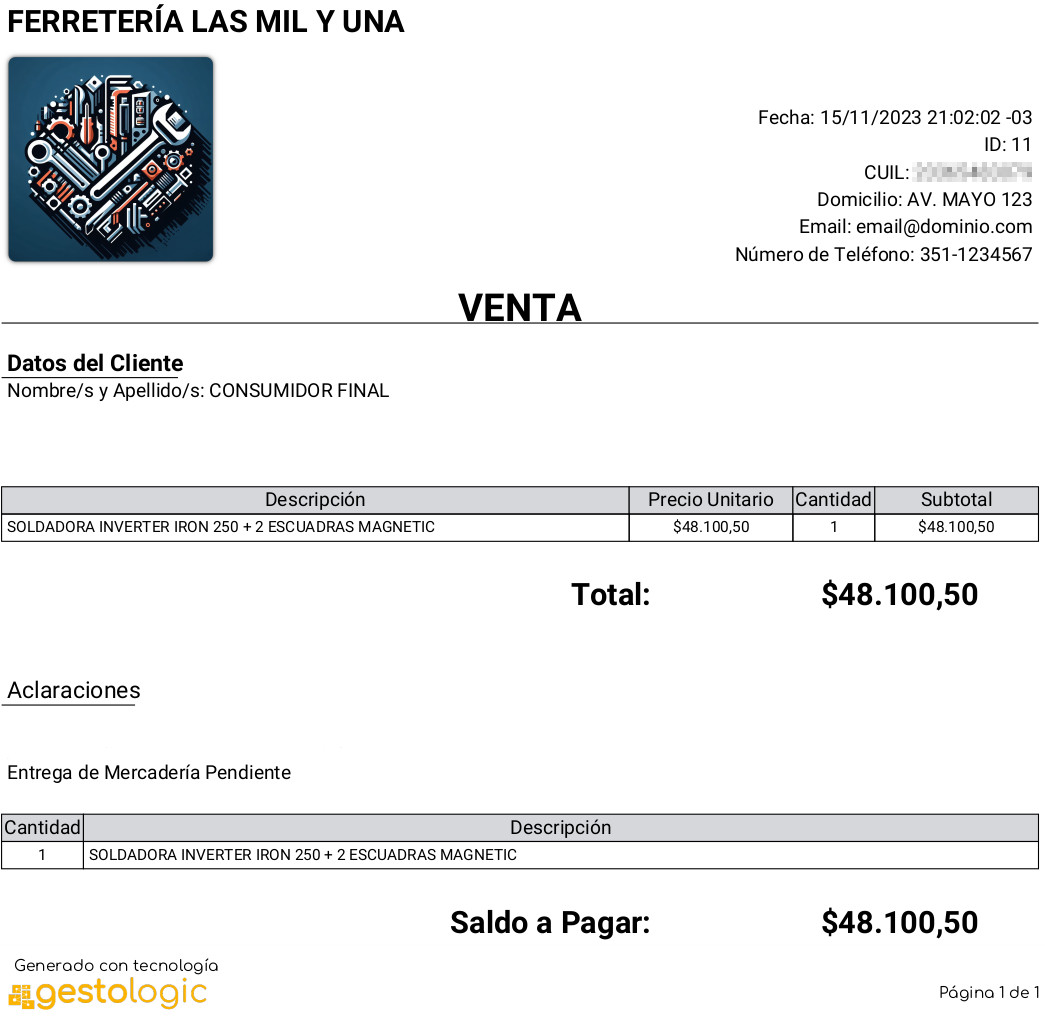 FERRETERÍA LAS MIL Y UNA
Fecha: 15/11/2023 21:02:02 -03
ID: 11
CUIL:
Domicilio: AV. MAYO 123
Email: email@dominio.com
Número de Teléfono: 351-1234567
VENTA
Datos del Cliente
Nombre/s y Apellido/s: CONSUMIDOR FINAL
Descripción Precio Unitario Cantidad Subtotal
SOLDADORA INVERTER IRON 250 + 2 ESCUADRAS MAGNETIC $48.100,50 1 $48.100,50
Total: $48.100,50
Aclaraciones
Entrega de Mercadería Pendiente
Cantidad Descripción
1 SOLDADORA INVERTER IRON 250 + 2 ESCUADRAS MAGNETIC
Saldo a Pagar: $48.100,50
Generado con tecnología
gestologic
Página 1 de 1